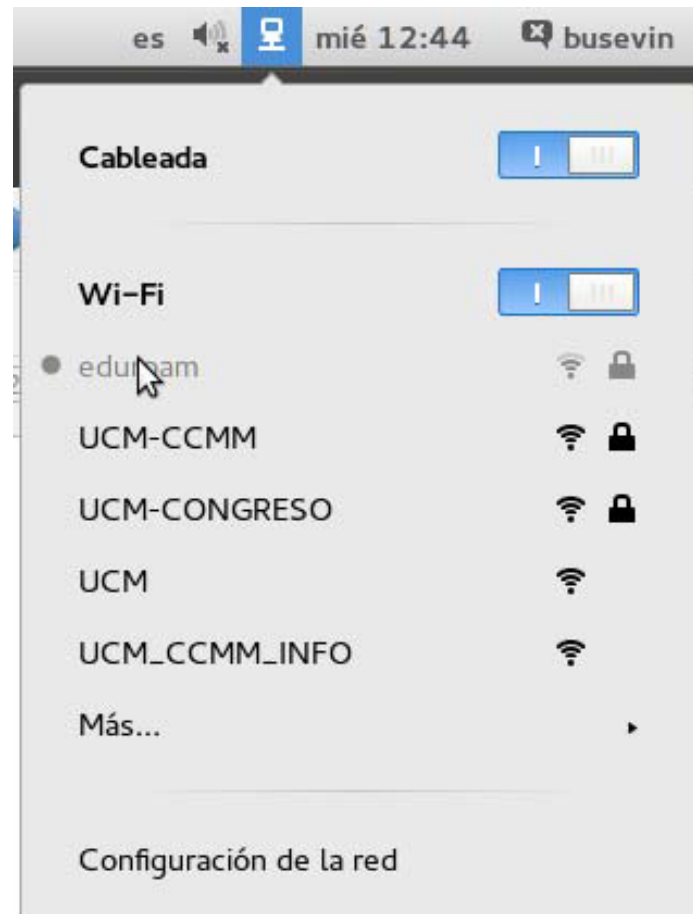 es mié 12:44 busevin
Cableada
Wi-Fi
eduroam
UCM-CCMM
UCM-CONGRESO
UCM
UCM_CCMM_INFO
Más...
Configuración de la red